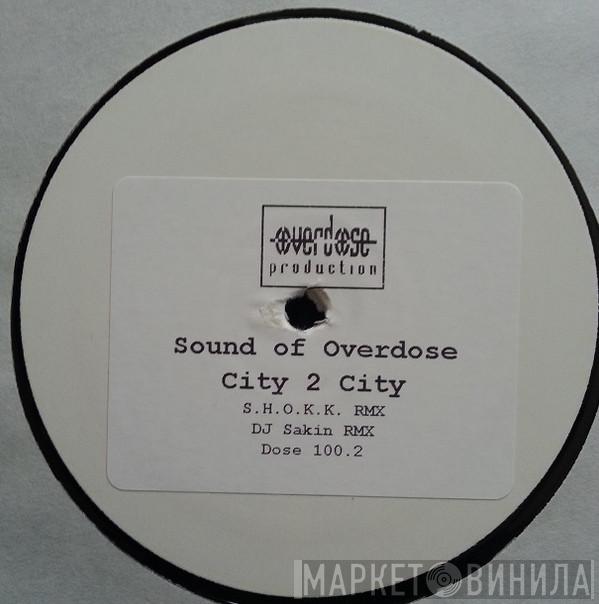 overdose
production
Sound of Overdose
City 2 City
S.H.O.K.K. RMX
DJ Sakin RMX
Dose 100.2
МАРКЕТ ВИНИЛА